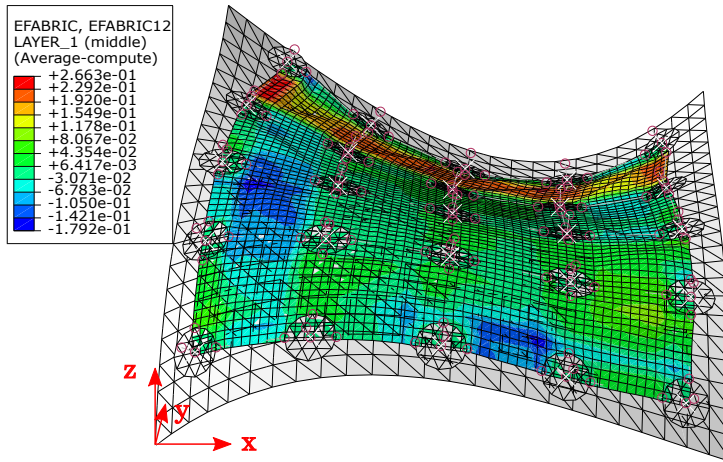 EFABRIC, EFABRIC12
LAYER_1 (middle)
(Average-compute)
+2.663e-01
+2.292e-01
+1.920e-01
+1.549e-01
+1.178e-01
+8.067e-02
+4.354e-02
+6.417e-03
-3.071e-02
-6.783e-02
-1.050e-01
-1.421e-01
-1.792e-01
z
y
x